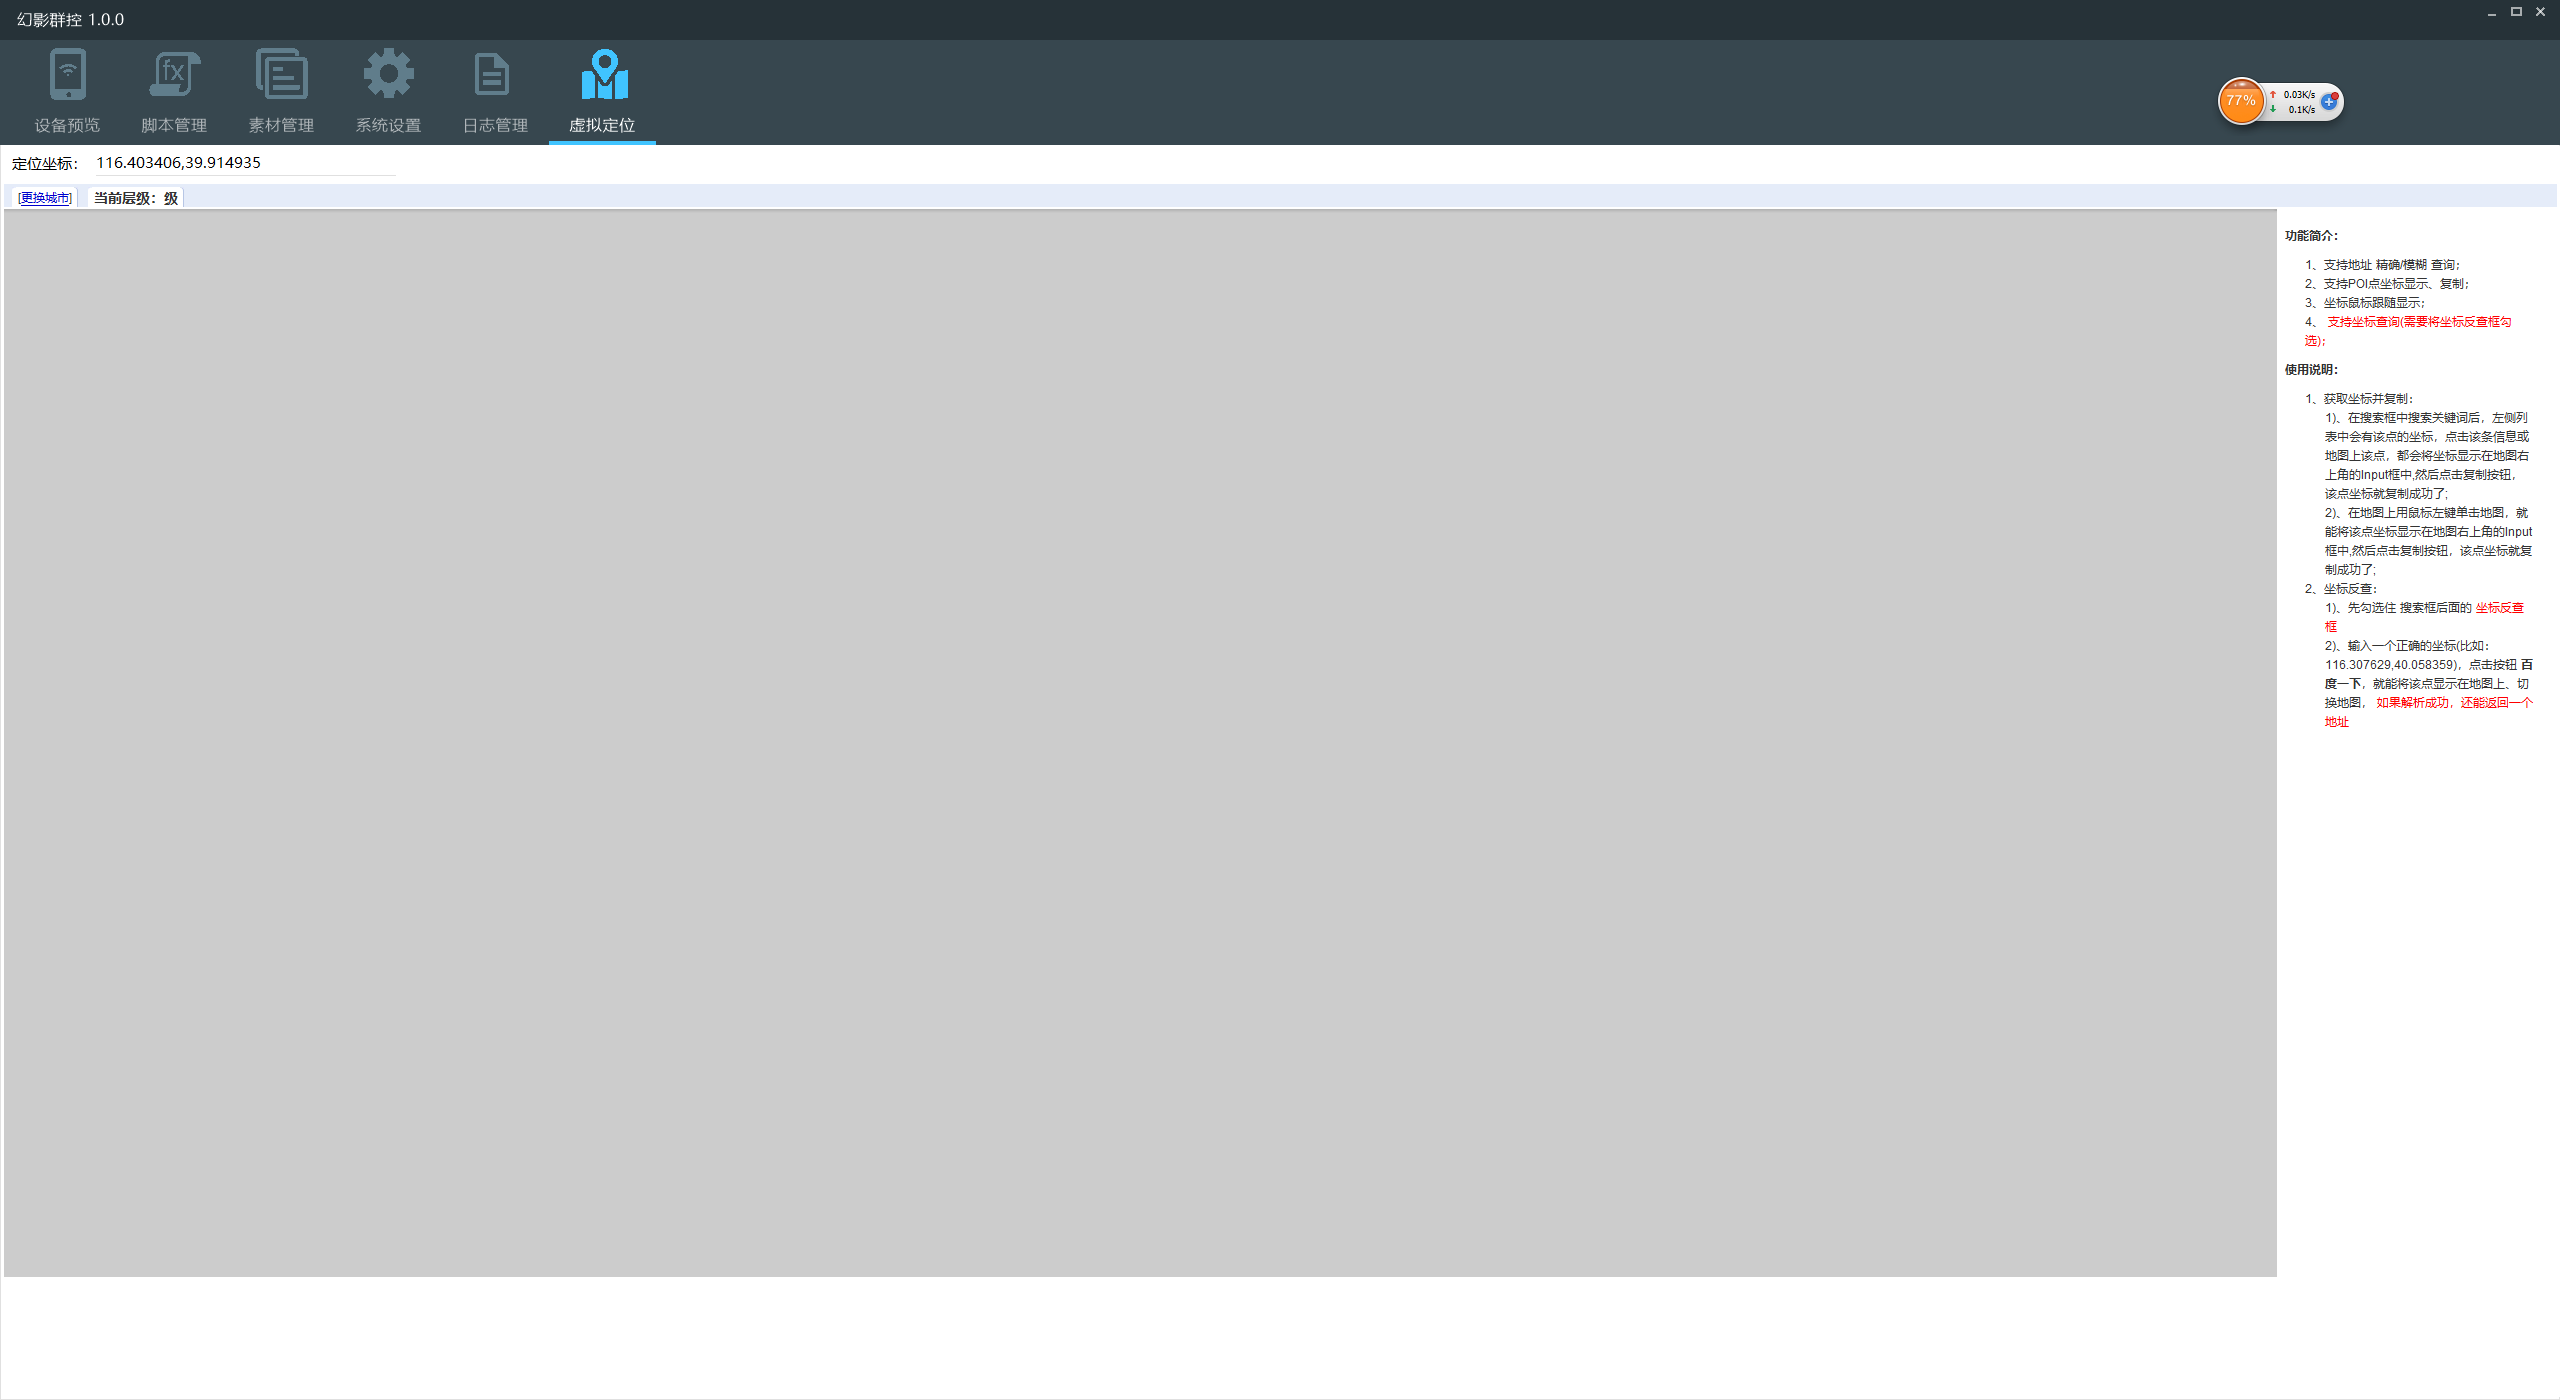 幻影群控 1.0.0
设备预览
脚本管理
素材管理
系统设置
日志管理
虚拟定位
77%
0.03K/s
0.1K/s
定位坐标：
116.403406,39.914935
[更换城市]
当前层级：级
功能简介：
1、支持地址 精确/模糊 查询；
2、支持POI点坐标显示、复制；
3、坐标鼠标跟随显示；
4、 支持坐标查询(需要将坐标反查框勾
选)；
使用说明：
1、获取坐标并复制：
1)、在搜索框中搜索关键词后，左侧列
表中会有该点的坐标，点击该条信息或
地图上该点，都会将坐标显示在地图右
上角的Input框中,然后点击复制按钮，
该点坐标就复制成功了;
2)、在地图上用鼠标左键单击地图，就
能将该点坐标显示在地图右上角的Input
框中,然后点击复制按钮，该点坐标就复
制成功了;
2、坐标反查：
1)、先勾选住 搜索框后面的 坐标反查
框
2)、输入一个正确的坐标(比如：
116.307629,40.058359)，点击按钮 百
度一下，就能将该点显示在地图上、切
换地图， 如果解析成功，还能返回一个
地址